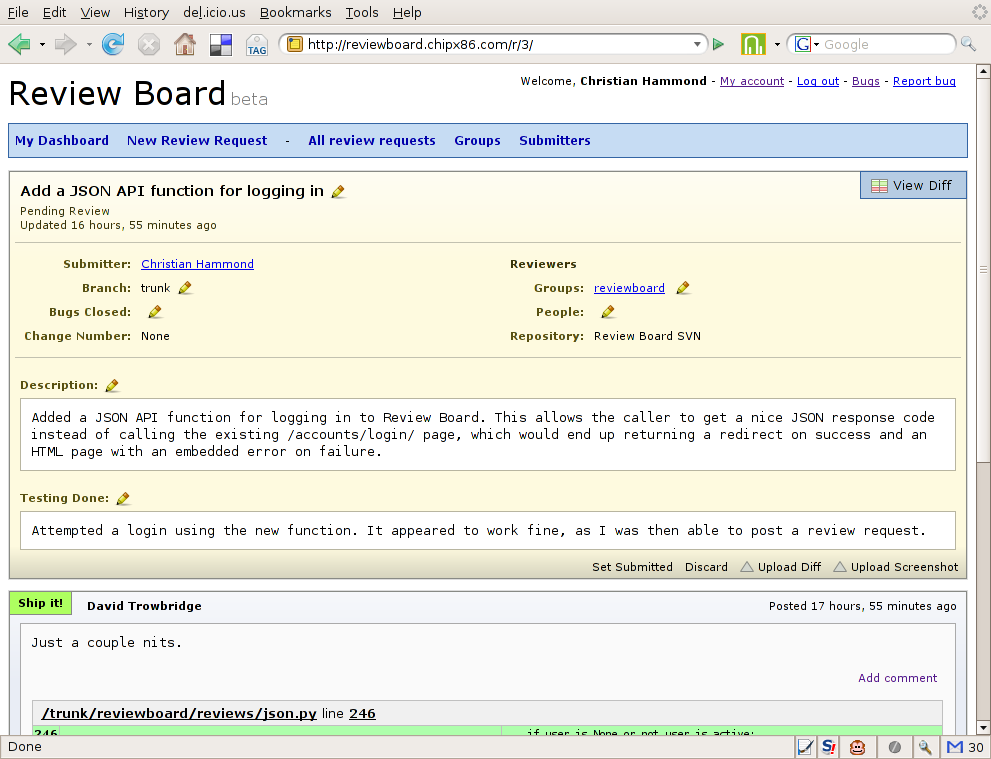 File Edit View History del.icio.us Bookmarks Tools Help
TAG http://reviewboard.chipx86.com/r/3/ G Google
Review Board beta
Welcome, Christian Hammond - My account - Log out - Bugs - Report bug
My Dashboard New Review Request - All review requests Groups Submitters
Add a JSON API function for logging in
View Diff
Pending Review
Updated 16 hours, 55 minutes ago
Submitter: Christian Hammond
Branch: trunk
Bugs Closed:
Change Number: None
Reviewers
Groups: reviewboard
People:
Repository: Review Board SVN
Description:
Added a JSON API function for logging in to Review Board. This allows the caller to get a nice JSON response code
instead of calling the existing /accounts/login/ page, which would end up returning a redirect on success and an
HTML page with an embedded error on failure.
Testing Done:
Attempted a login using the new function. It appeared to work fine, as I was then able to post a review request.
Set Submitted Discard Upload Diff Upload Screenshot
Ship it! David Trowbridge Posted 17 hours, 55 minutes ago
Just a couple nits.
Add comment
/trunk/reviewboard/reviews/json.py line 246
246 if user is None or not user.is_active:
Done S! 30